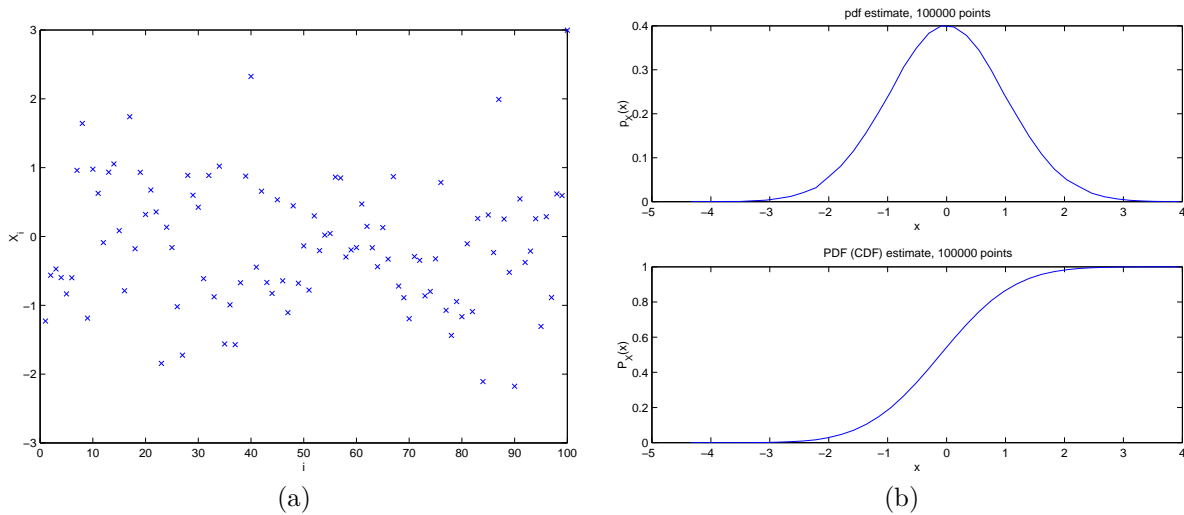 3
2
1
0
−1
−2
−3
X_i
0 10 20 30 40 50 60 70 80 90 100
i
(a)
pdf estimate, 100000 points
0.4
0.3
0.2
0.1
0
p_X(x)
−5 −4 −3 −2 −1 0 1 2 3 4
x
PDF (CDF) estimate, 100000 points
1
0.8
0.6
0.4
0.2
0
P_X(x)
−5 −4 −3 −2 −1 0 1 2 3 4
x
(b)